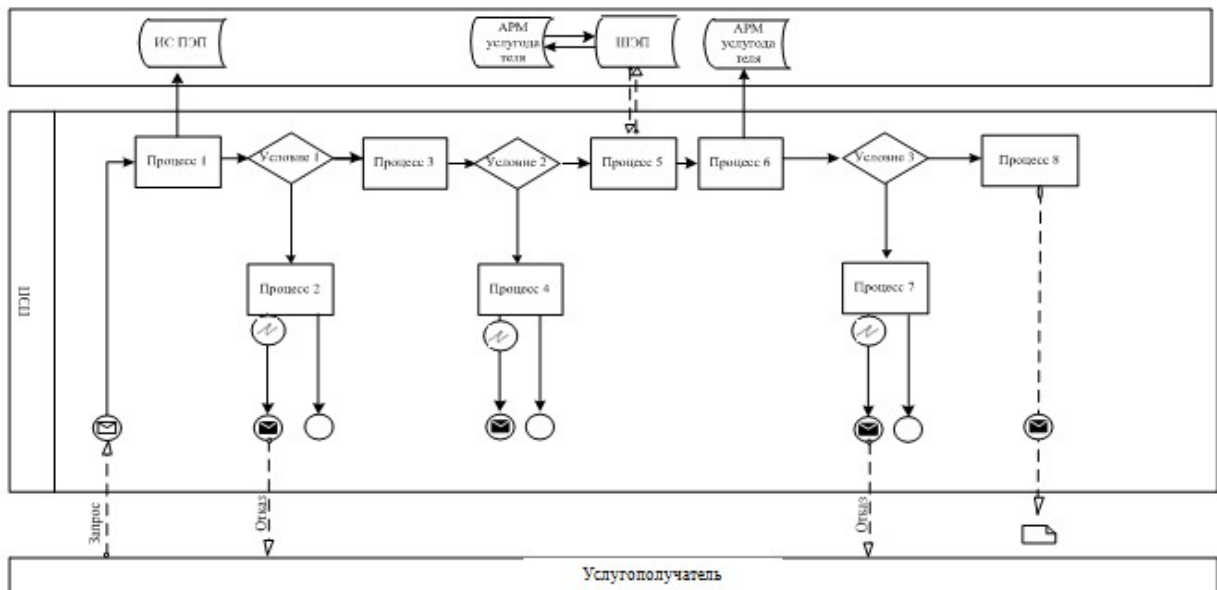 ИС ПЭП
АРМ
услугода
теля
ШЭП
АРМ
услугода
теля
Процесс 1
Условие 1
Процесс 3
Условие 2
Процесс 5
Процесс 6
Условие 3
Процесс 8
Процесс 2
Процесс 4
Процесс 7
Запрос
Отказ
Отказ
Услугополучатель